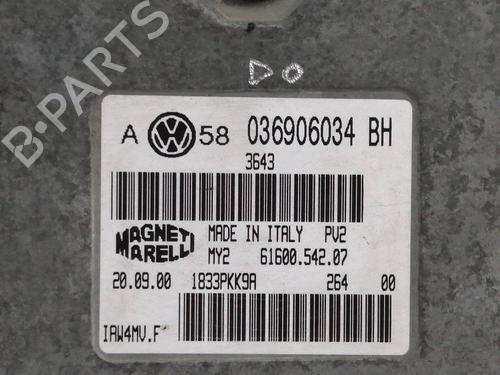 B-PARTS
DO
A VW 58 036906034 BH
3643
MAGNETI MARELLI
MADE IN ITALY PV2
MY2 61600.542.07
20.09.00 1833PKK9A 264 00
IAW4MV.F